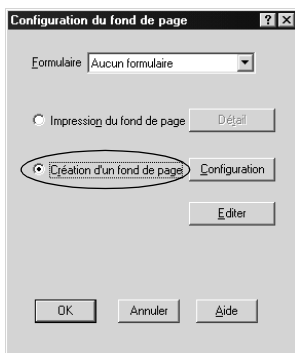 Configuration du fond de page
Formulaire Aucun formulaire
Impression du fond de page Détail
Création d'un fond de page Configuration
Editer
OK Annuler Aide